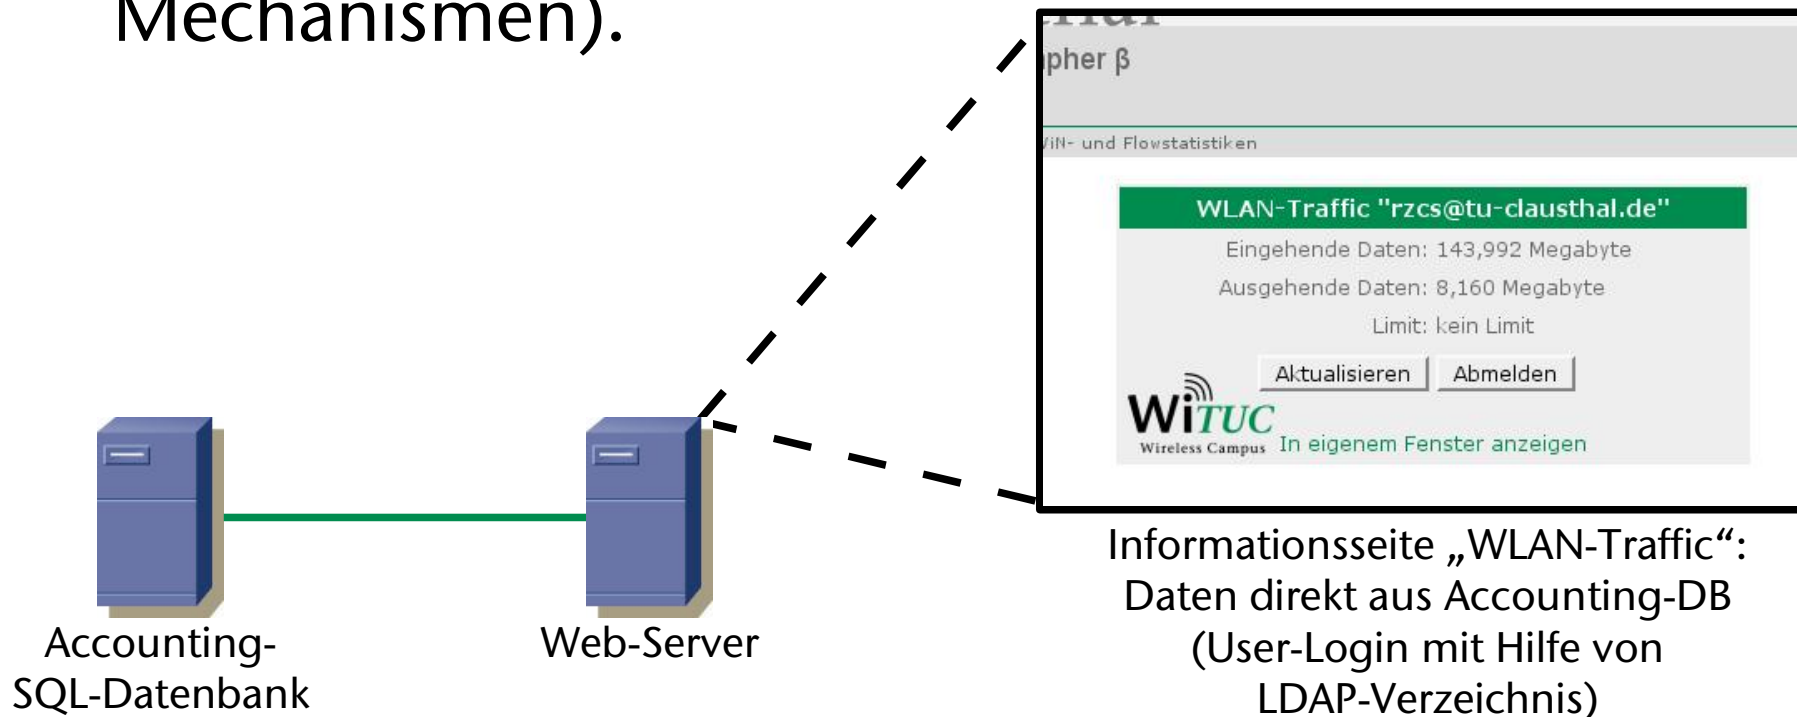 Mechanismen).
pher β
- und Flowstatistiken
WLAN-Traffic "rzcs@tu-clausthal.de"
Eingehende Daten: 143,992 Megabyte
Ausgehende Daten: 8,160 Megabyte
Limit: kein Limit
Aktualisieren Abmelden
WiTUC
Wireless Campus In eigenem Fenster anzeigen
Informationsseite „WLAN-Traffic“:
Daten direkt aus Accounting-DB
(User-Login mit Hilfe von
LDAP-Verzeichnis)
Accounting-
SQL-Datenbank
Web-Server